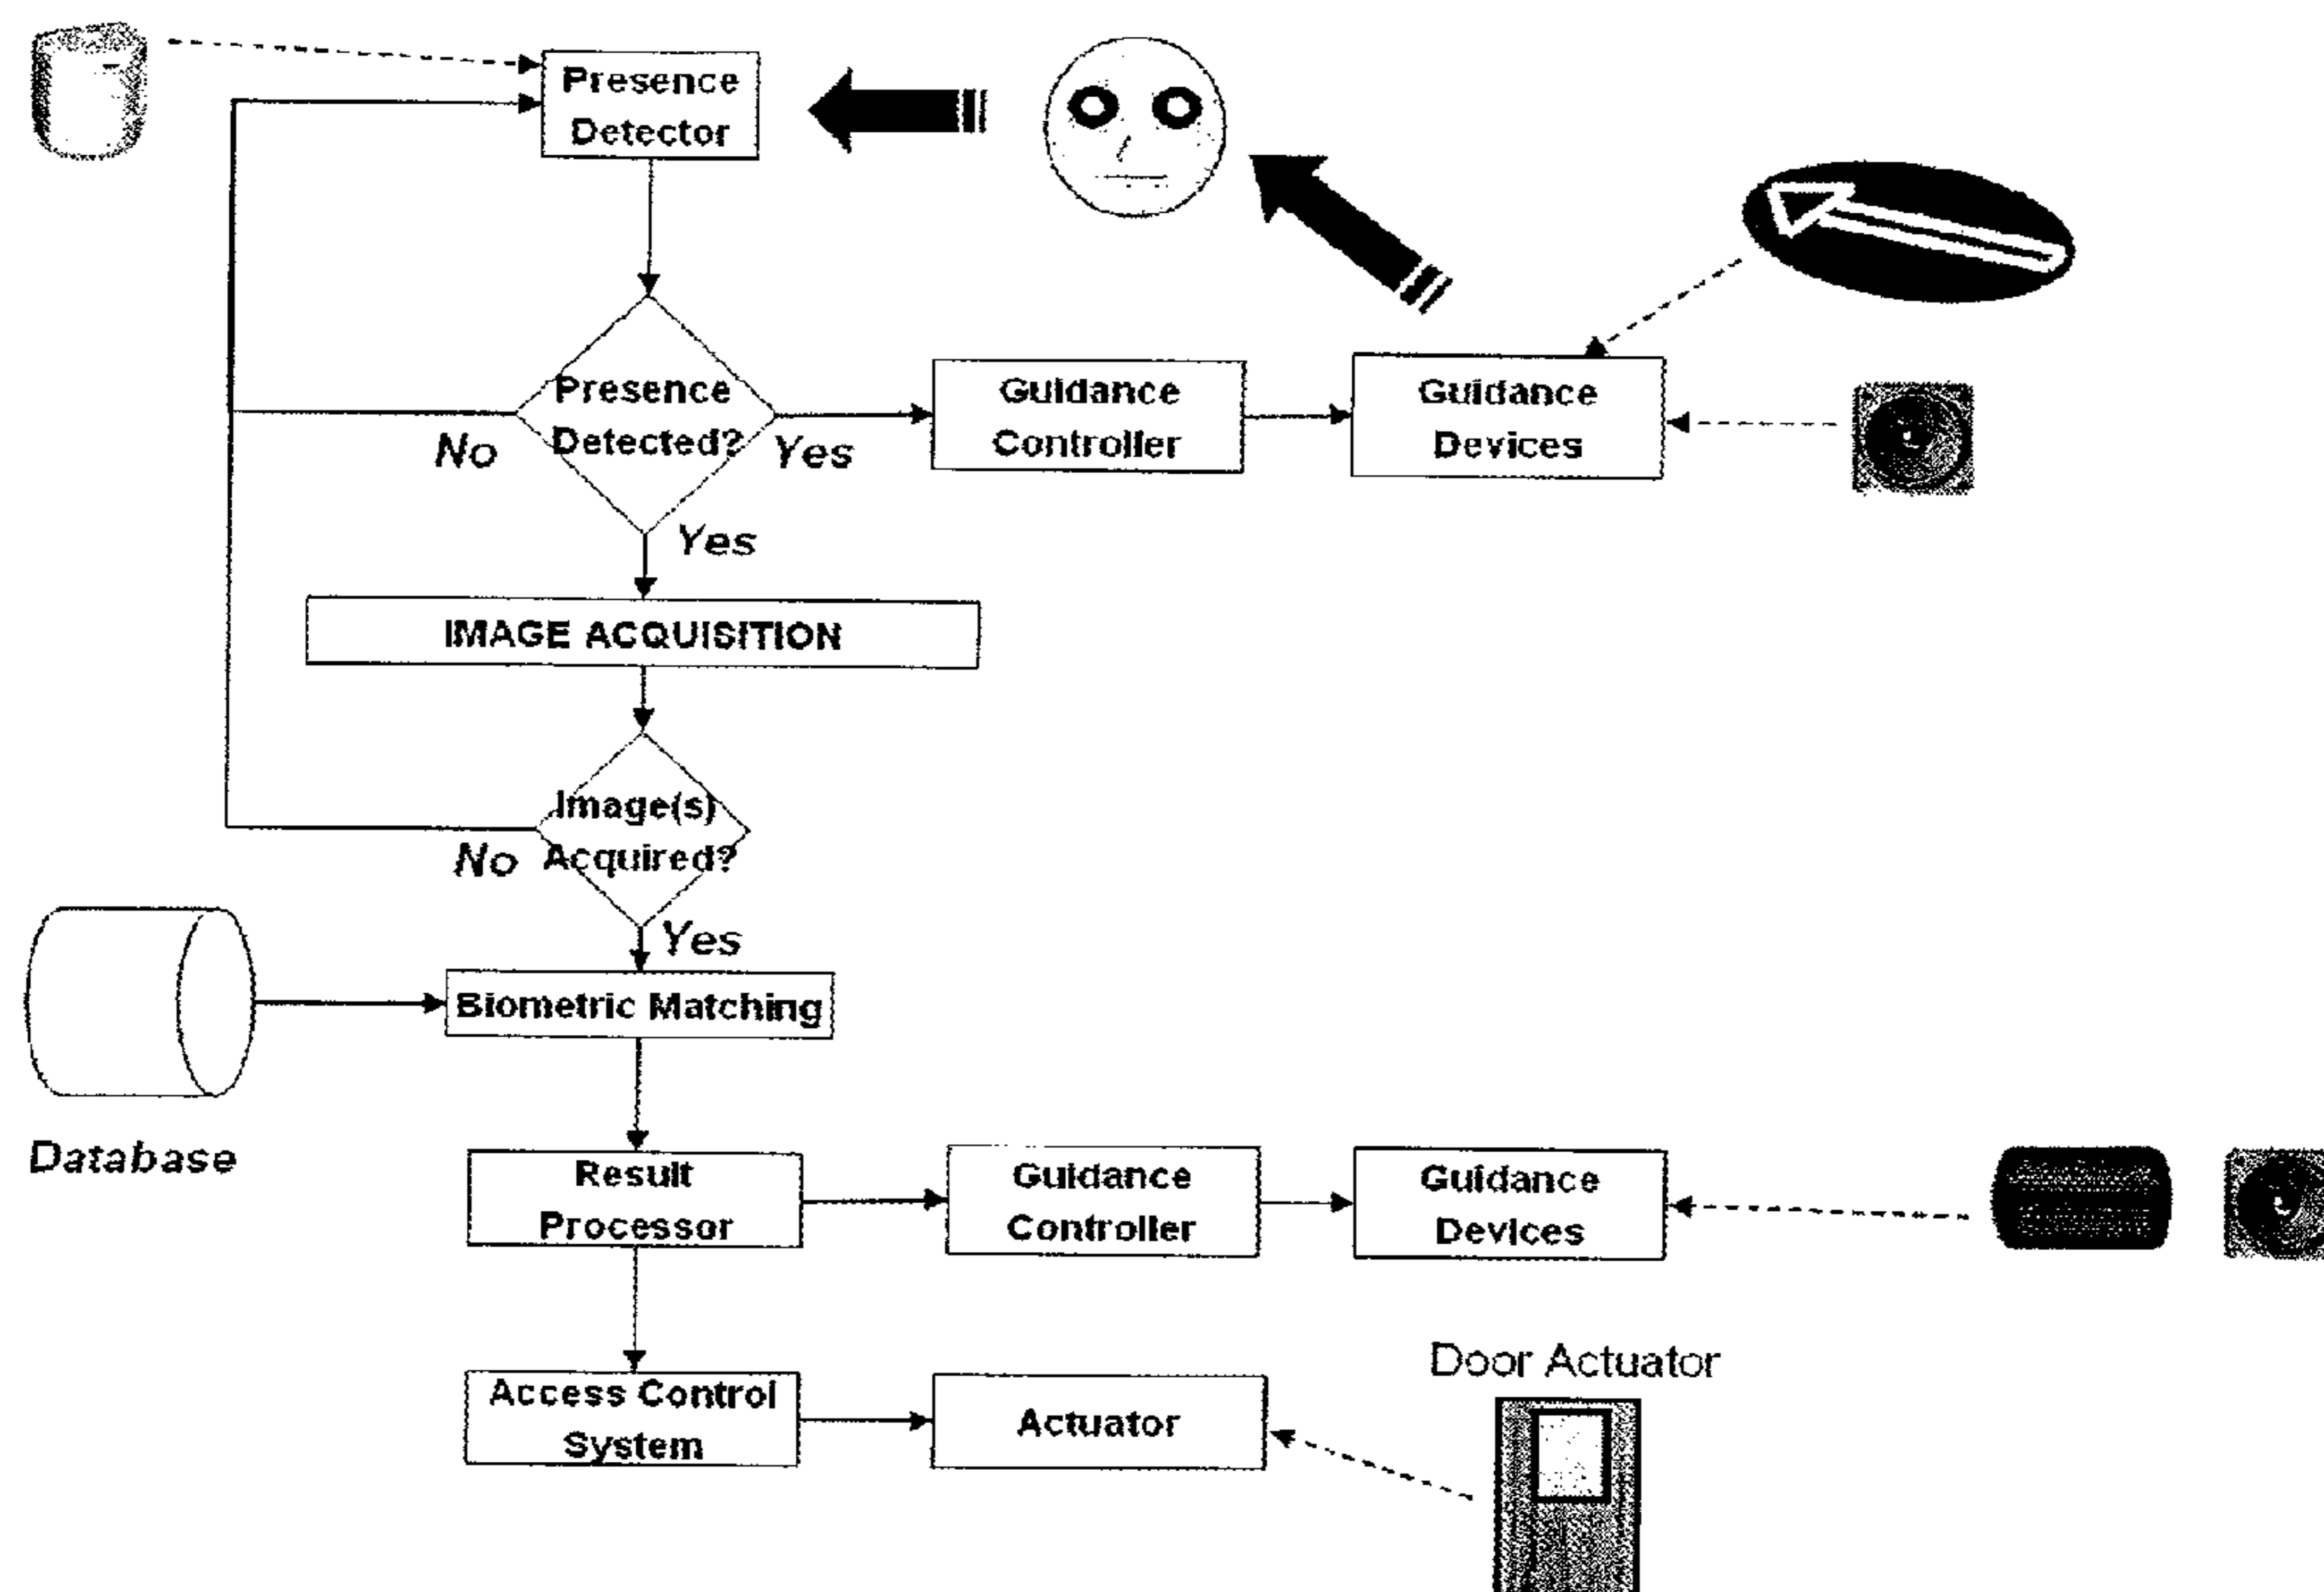 Presence
Detector
Presence
Detected?
No
Yes
Guidance
Controller
Guidance
Devices
Yes
IMAGE ACQUISITION
Image(s)
Acquired?
No
Yes
Biometric Matching
Database
Result
Processor
Guidance
Controller
Guidance
Devices
Door Actuator
Access Control
System
Actuator